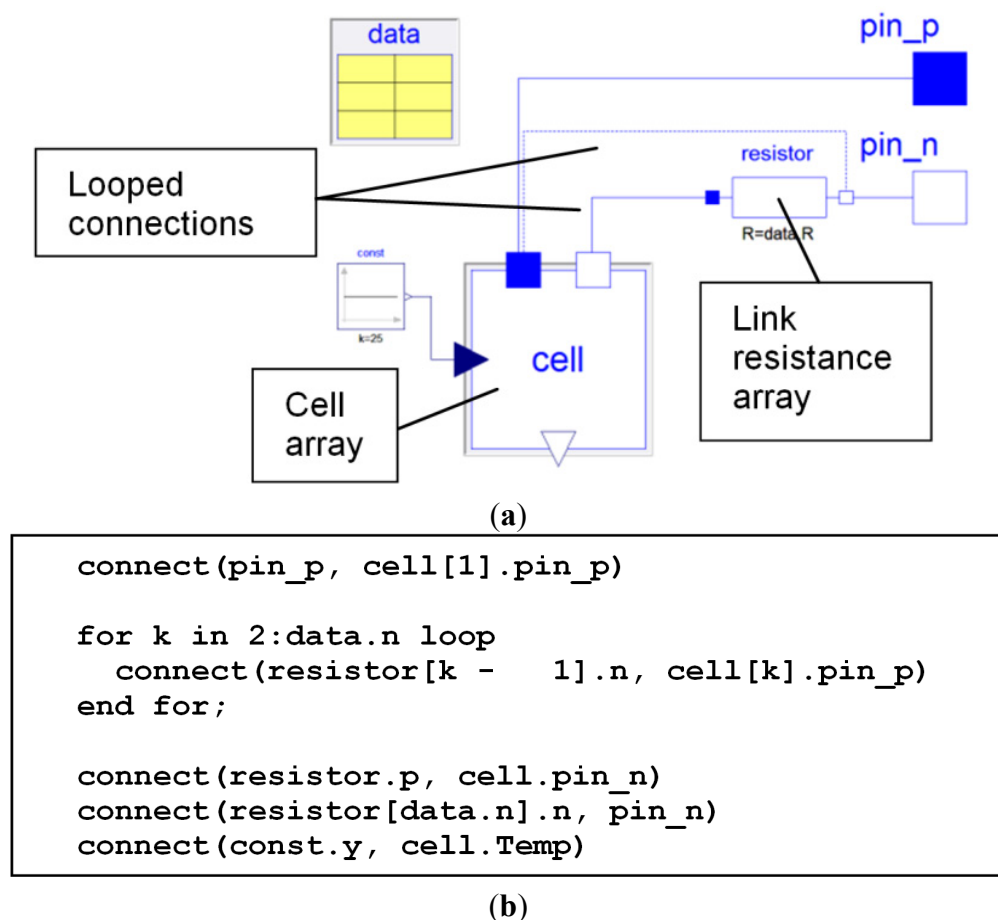 data
pin_p
Looped
connections
resistor
pin_n
R=data.R
const
k=25
cell
Link
resistance
array
Cell
array
(a)
connect(pin_p, cell[1].pin_p)
for k in 2:data.n loop
connect(resistor[k -   1].n, cell[k].pin_p)
end for;
connect(resistor.p, cell.pin_n)
connect(resistor[data.n].n, pin_n)
connect(const.y, cell.Temp)
(b)